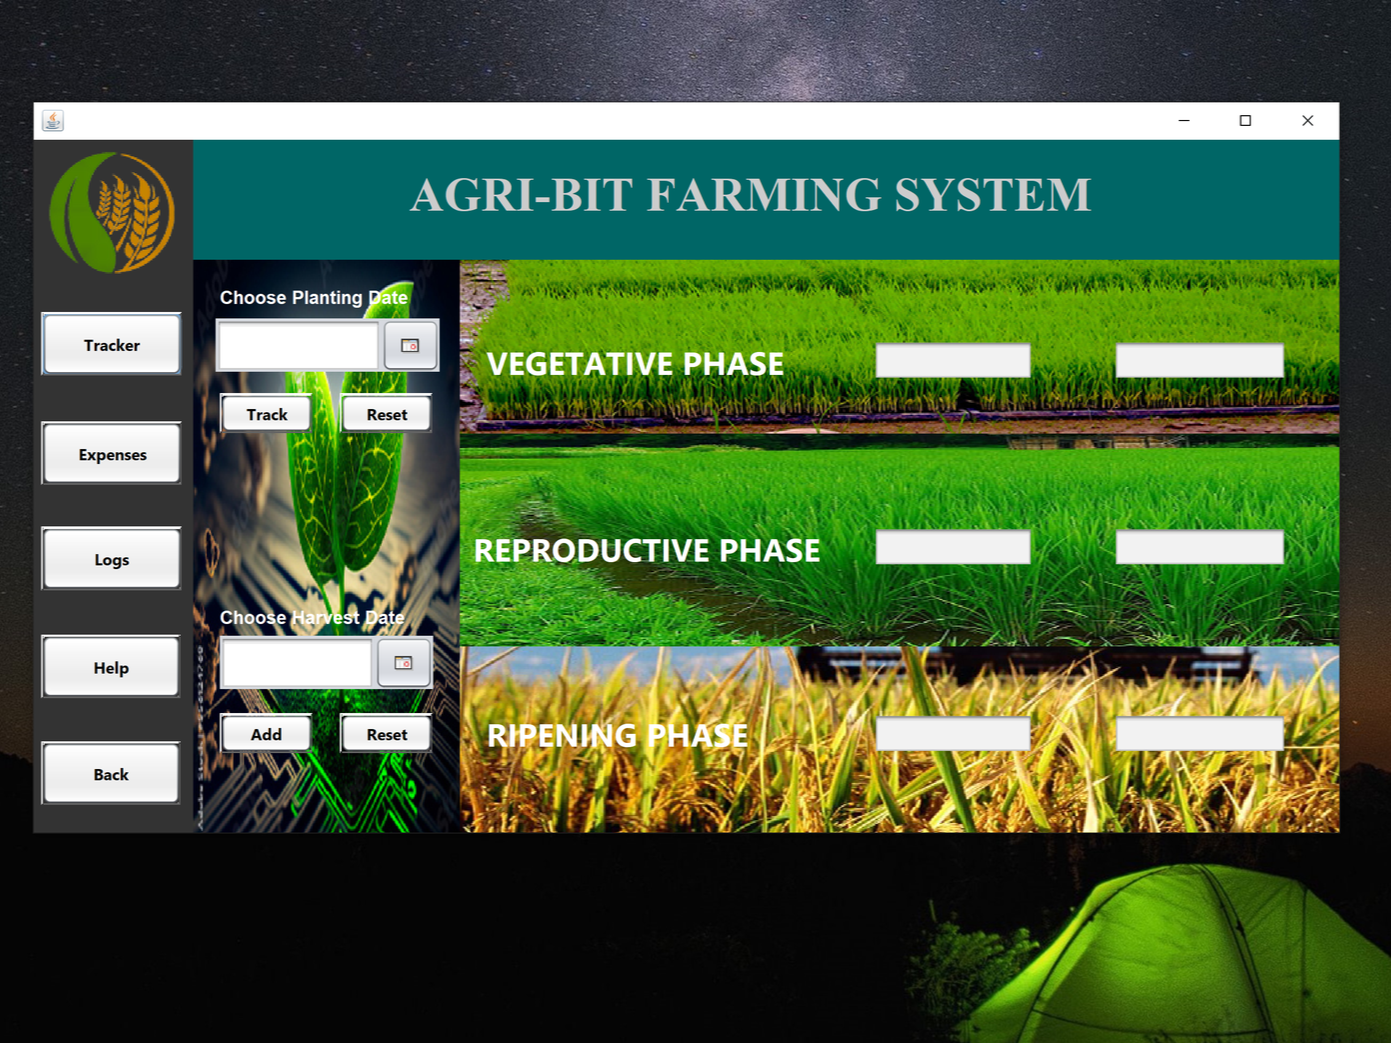 AGRI-BIT FARMING SYSTEM
Tracker
Expenses
Logs
Help
Back
Choose Planting Date
Track
Reset
Choose Harvest Date
Add
Reset
VEGETATIVE PHASE
REPRODUCTIVE PHASE
RIPENING PHASE